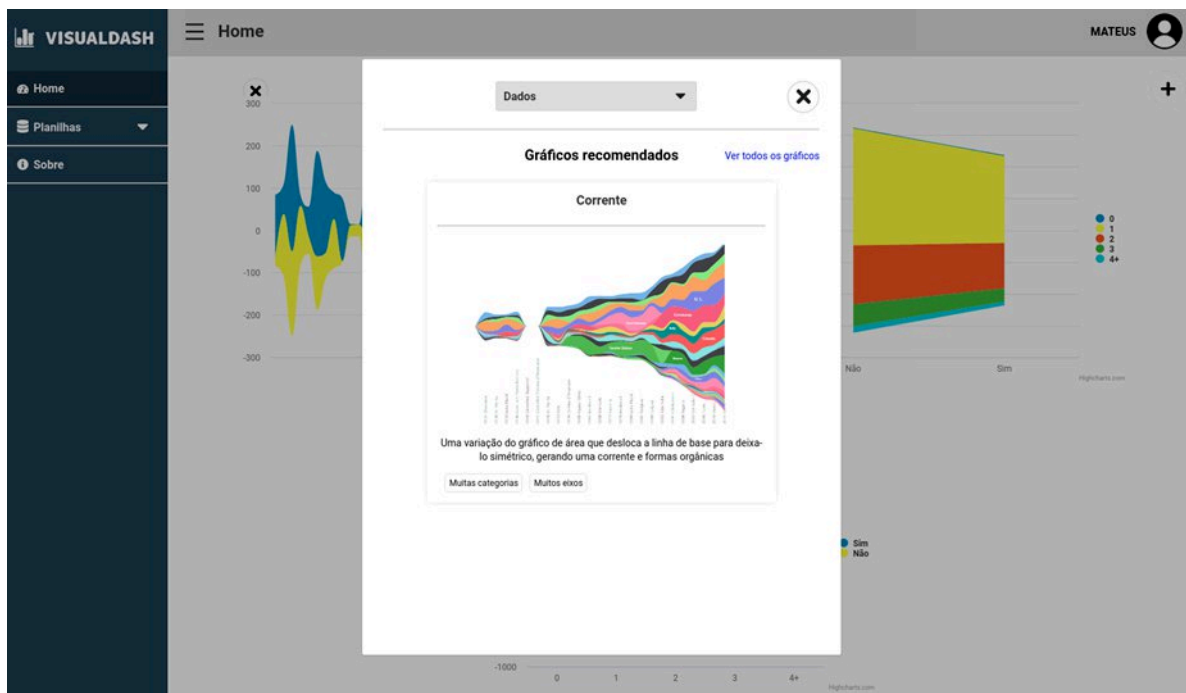 VISUALDASH
Home
MATEUS
Home
Planilhas
Sobre
300
200
100
0
-100
-200
-300
Dados
Gráficos recomendados
Ver todos os gráficos
Corrente
Uma variação do gráfico de área que desloca a linha de base para deixa-
lo simétrico, gerando uma corrente e formas orgânicas
Muitas categorias
Muitos eixos
0
1
2
3
4+
Não
Sim
Highcharts.com
Sim
Não
-1000
0
1
2
3
4+
Highcharts.com